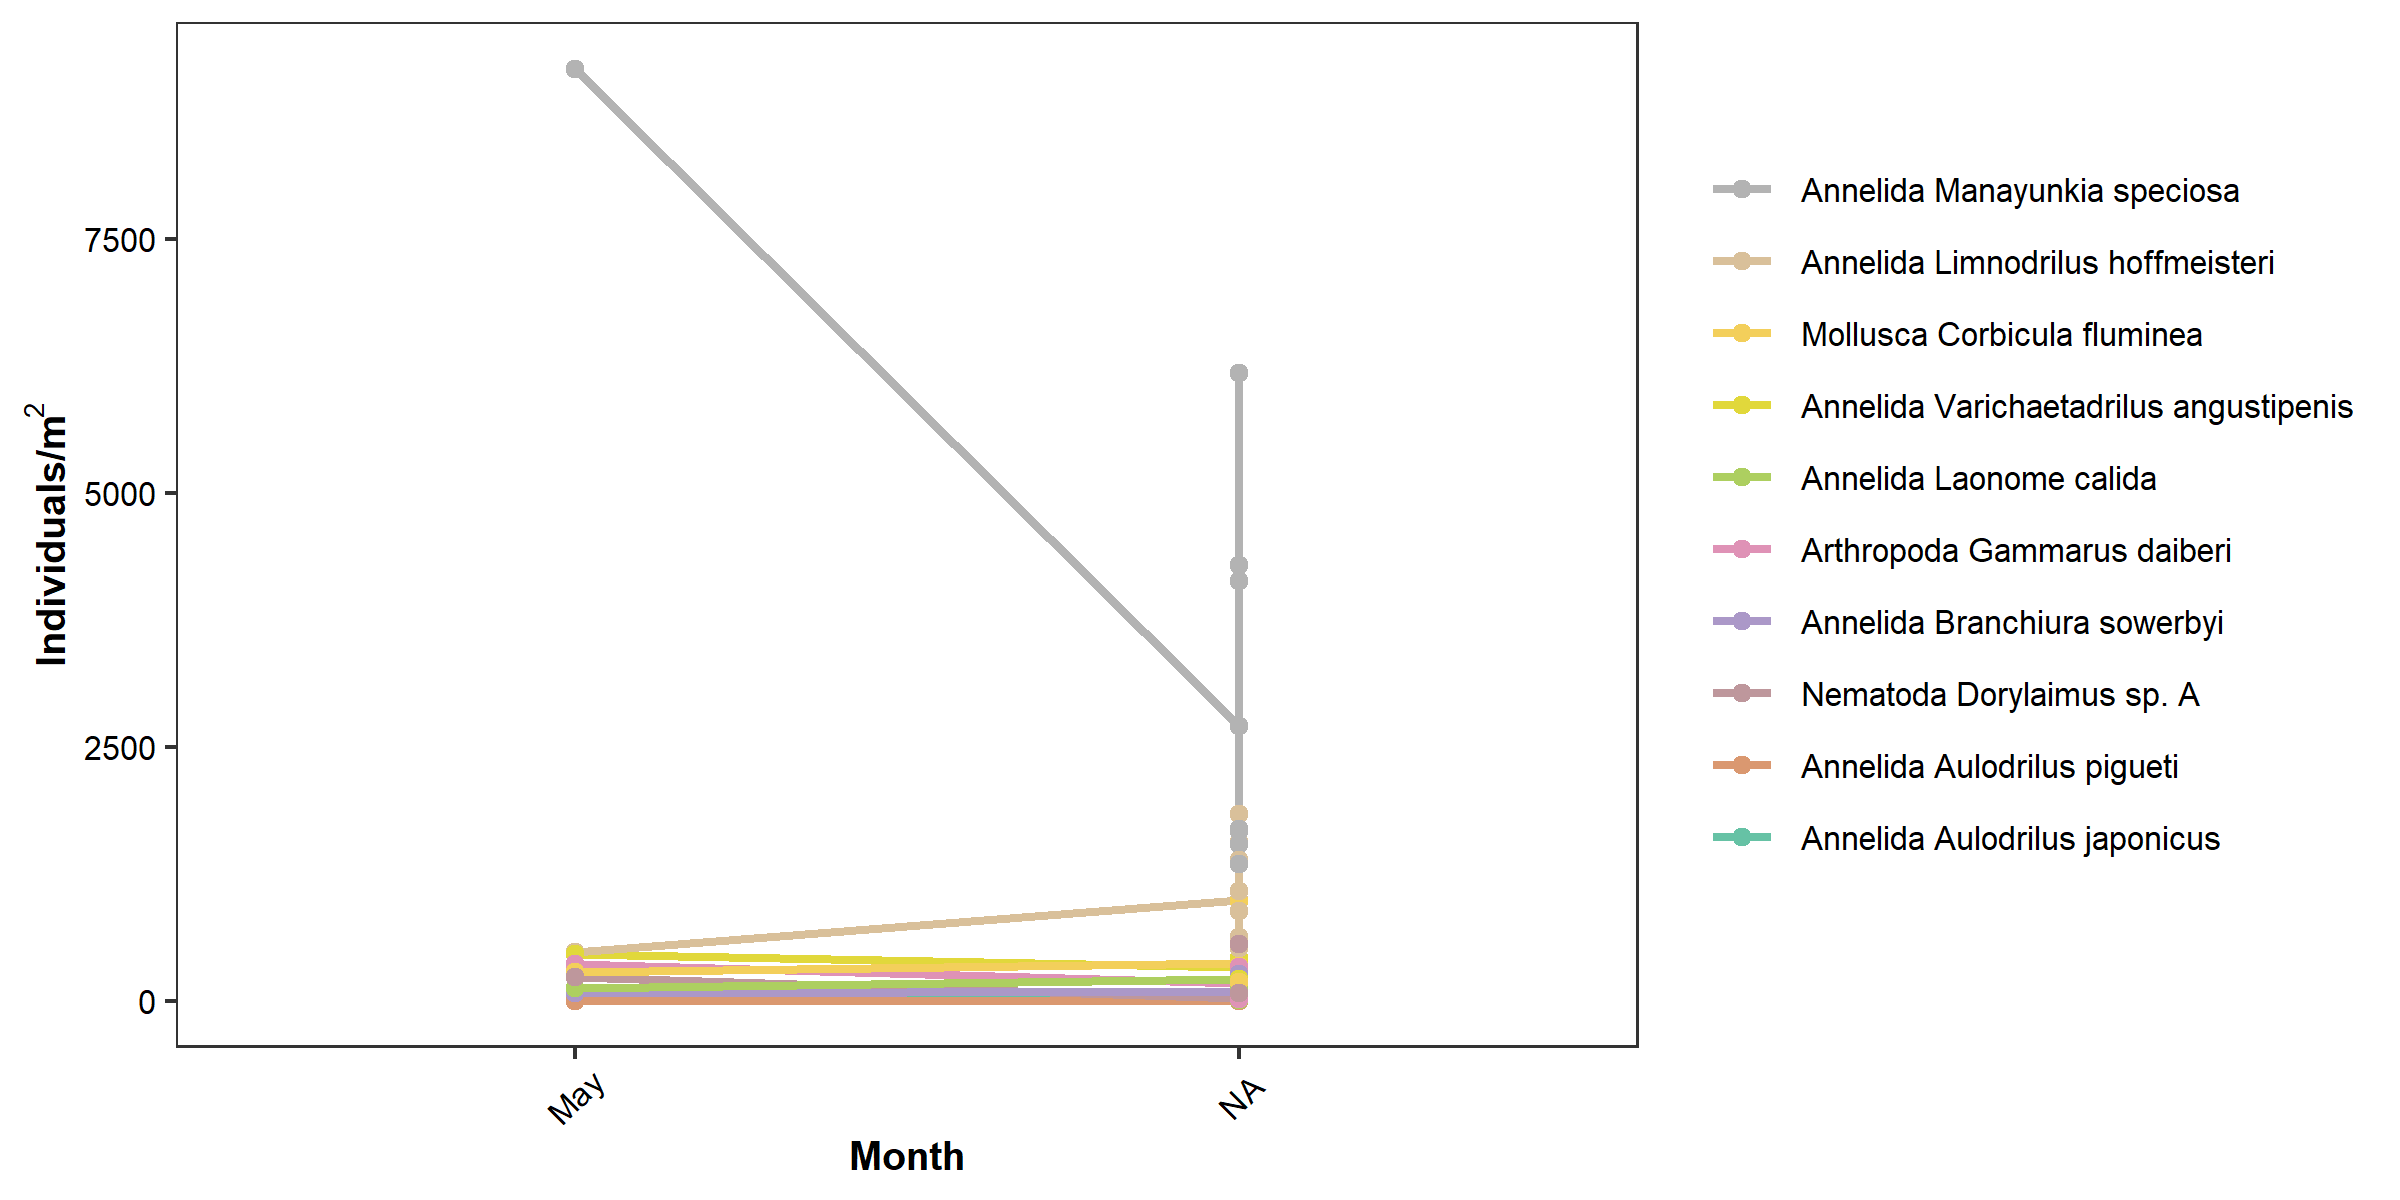 7500
5000
2500
0
Individuals/m²
May
NA
Month
Annelida Manayunkia speciosa
Annelida Limnodrilus hoffmeisteri
Mollusca Corbicula fluminea
Annelida Varichaetadrilus angustipenis
Annelida Laonome calida
Arthropoda Gammarus daiberi
Annelida Branchiura sowerbyi
Nematoda Dorylaimus sp. A
Annelida Aulodrilus pigueti
Annelida Aulodrilus japonicus